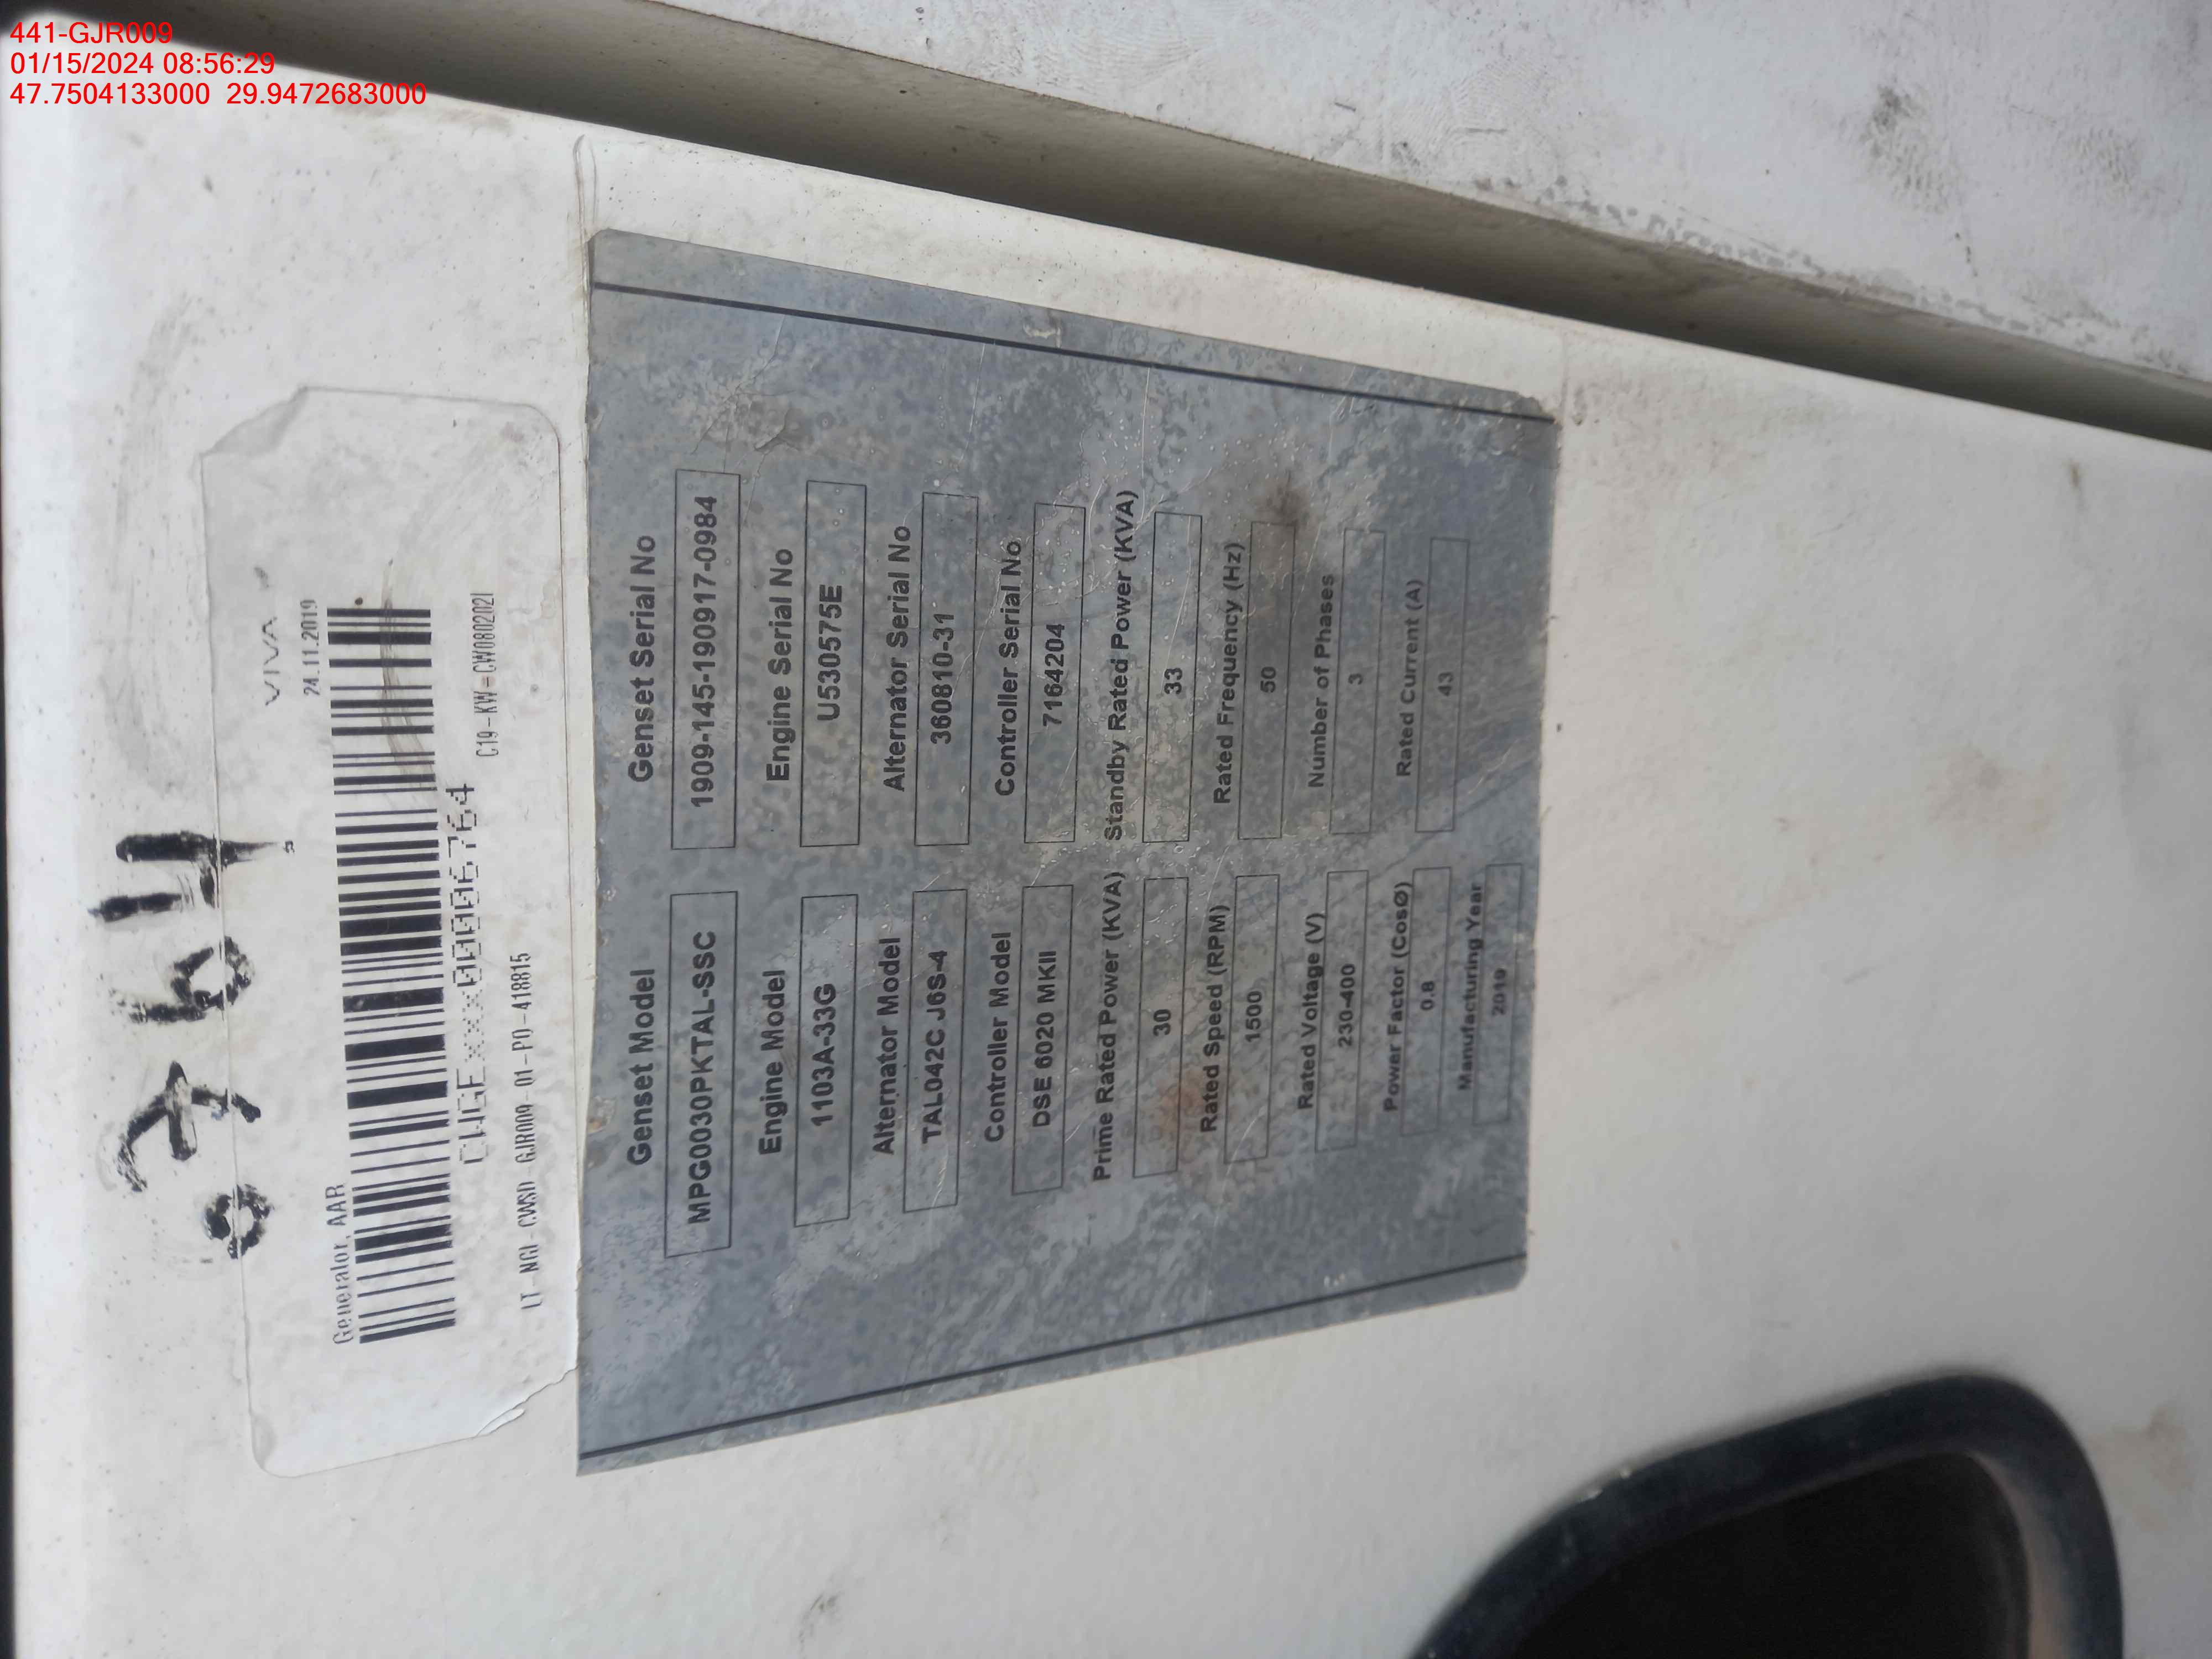 441-GJR009
01/15/2024 08:56:29
47.7504133000 29.9472683000
VIVA
Generator, AAR
24.11.2019
CWGExxx00006764
C19-KW-CW0802021
LT-NGI-CWSD-GJR009-01-PO-418815
Genset Model Genset Serial No
MPG0030PKTAL-SSC 1909-145-190917-0984
Engine Model Engine Serial No
1103A-33G U530575E
Alternator Model Alternator Serial No
TAL042C J6S-4 360810-31
Controller Model Controller Serial No
DSE 6020 MKII 7164204
Prime Rated Power (KVA) Standby Rated Power (KVA)
30 33
Rated Speed (RPM) Rated Frequency (Hz)
1500 50
Rated Voltage (V) Number of Phases
230-400 3
Power Factor (CosØ) Rated Current (A)
0.8 43
Manufacturing Year
2019